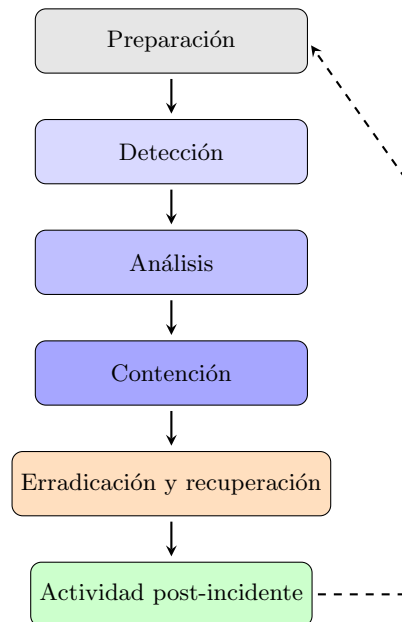 Preparación
Detección
Análisis
Contención
Erradicación y recuperación
Actividad post-incidente